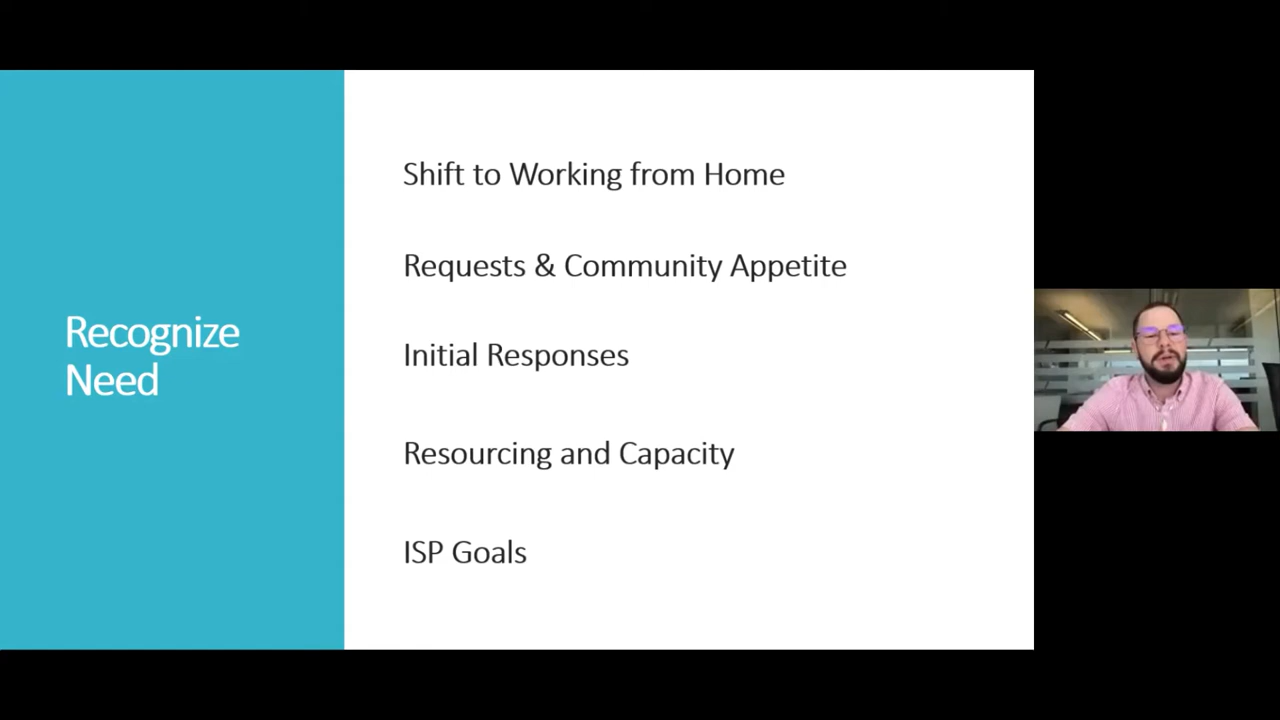 Recognize
Need
Shift to Working from Home
Requests & Community Appetite
Initial Responses
Resourcing and Capacity
ISP Goals